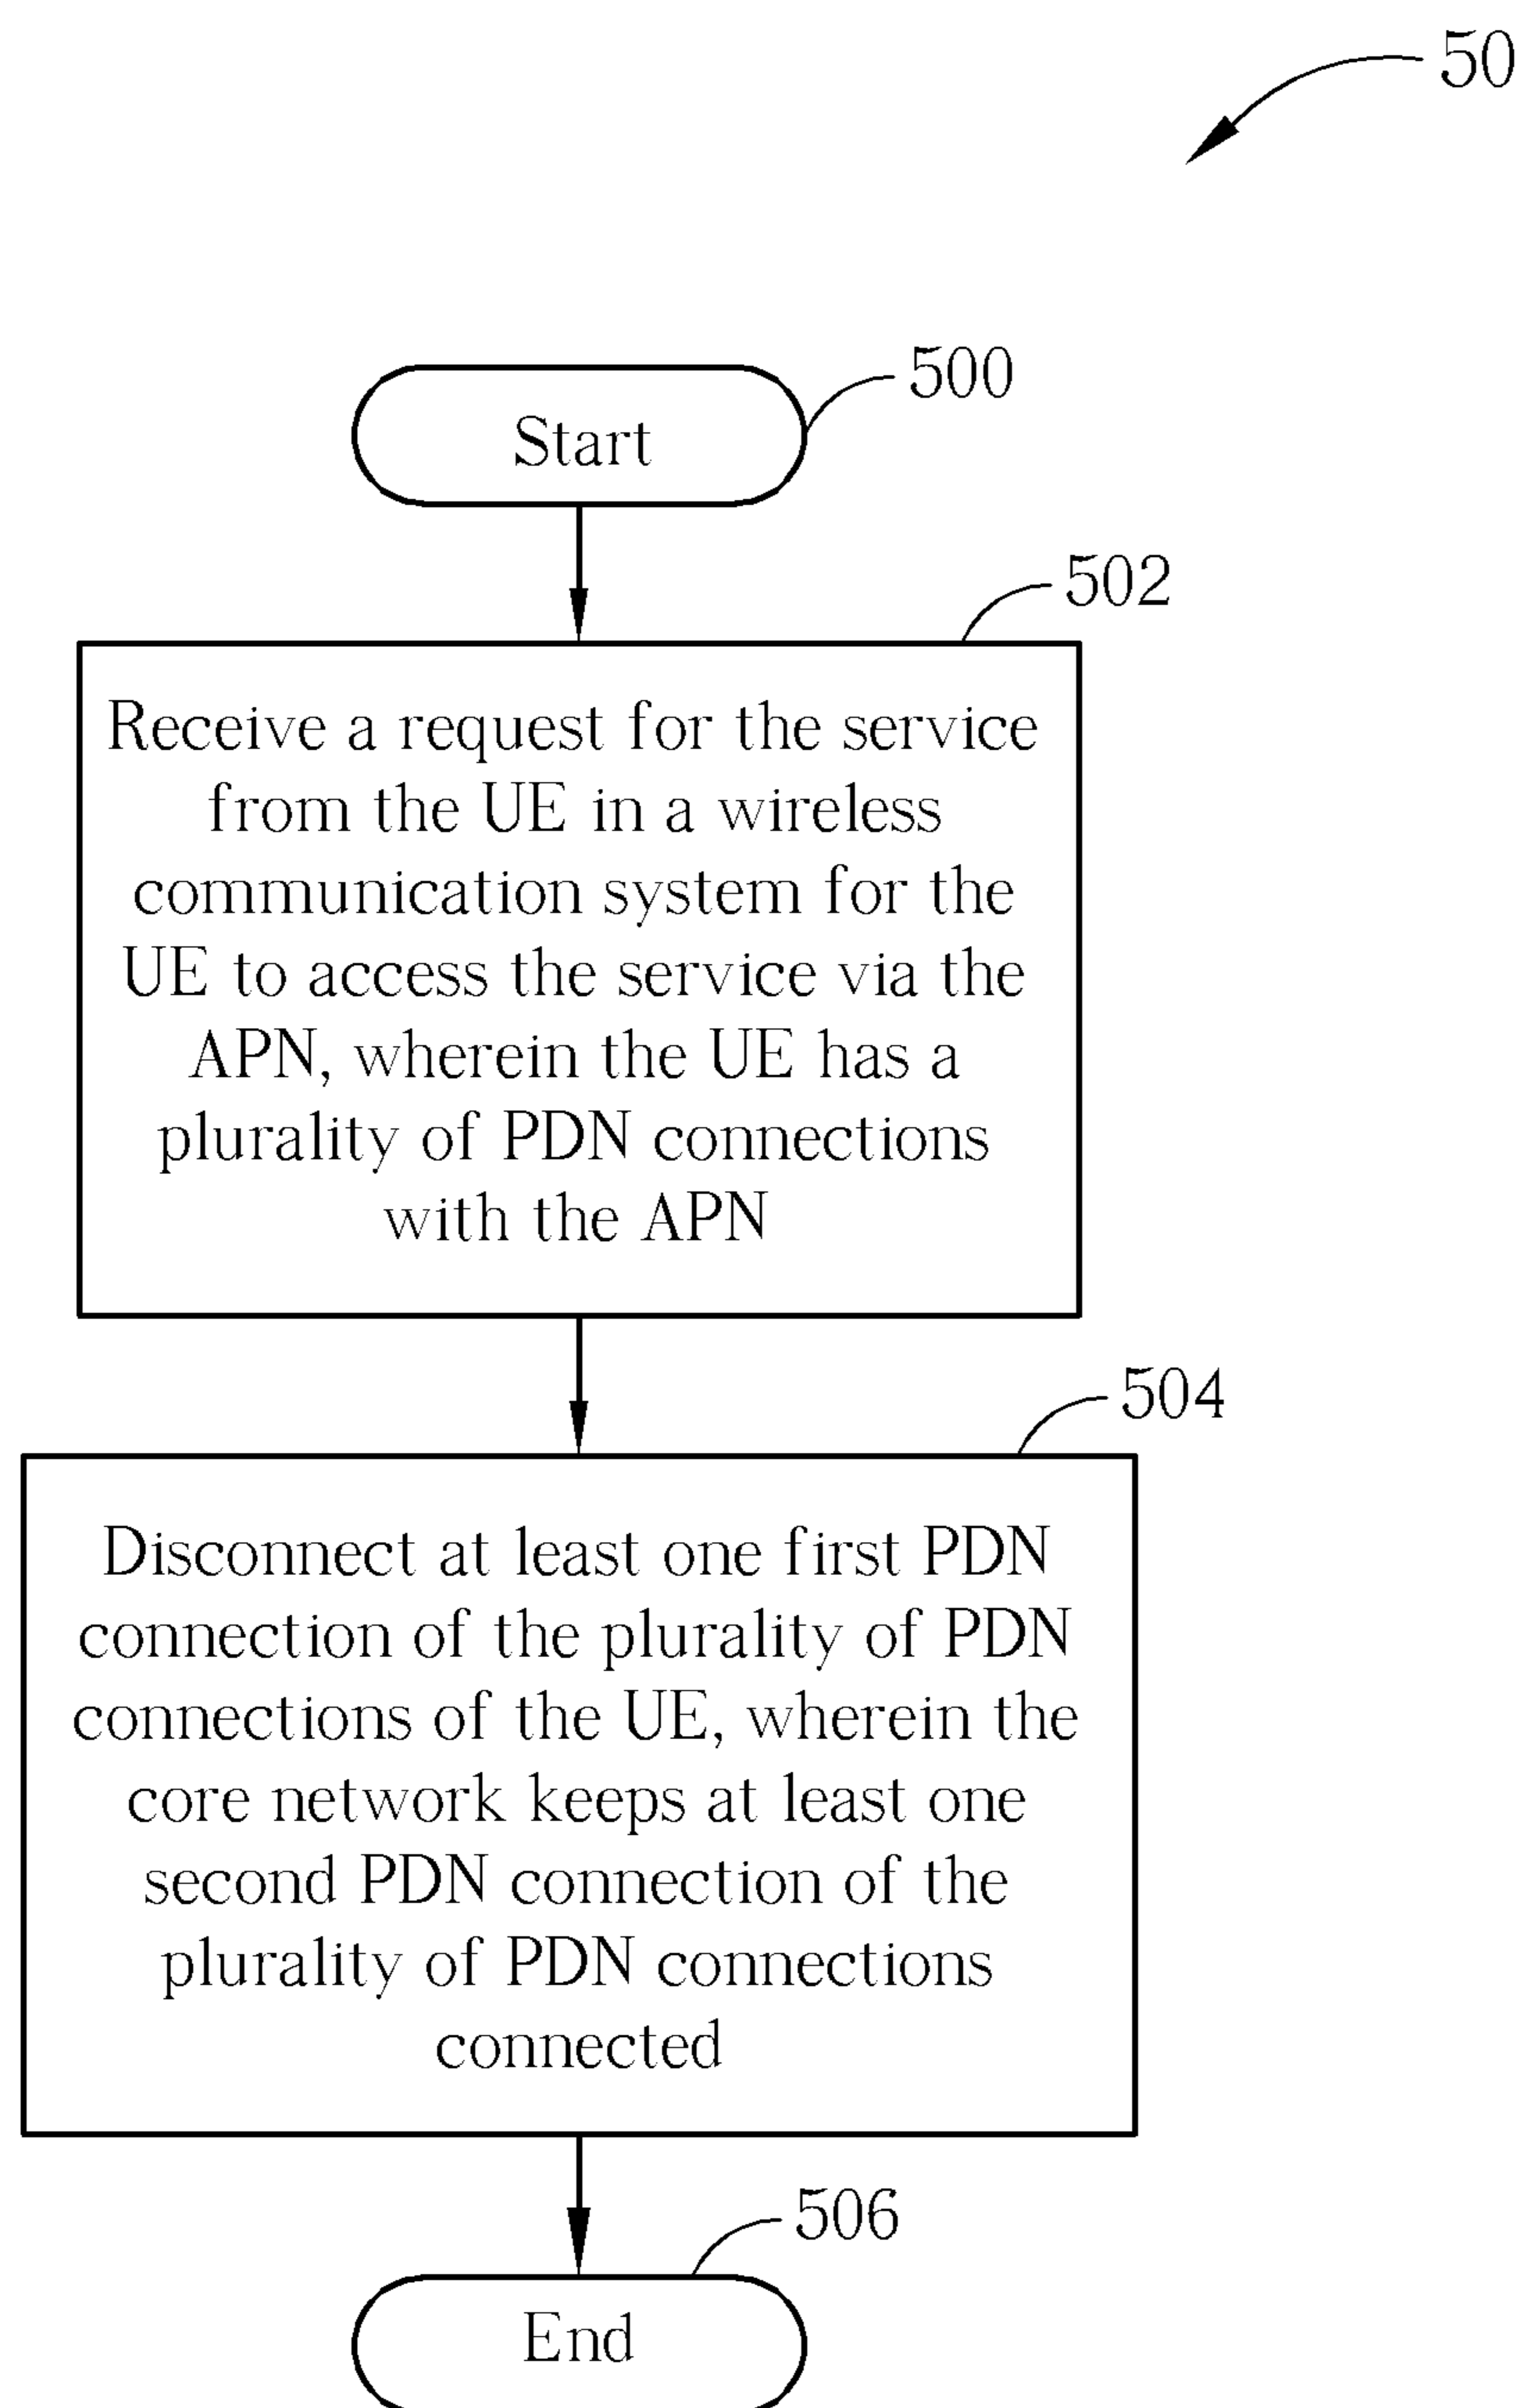 50
500
Start
502
Receive a request for the service
from the UE in a wireless
communication system for the
UE to access the service via the
APN, wherein the UE has a
plurality of PDN connections
with the APN
504
Disconnect at least one first PDN
connection of the plurality of PDN
connections of the UE, wherein the
core network keeps at least one
second PDN connection of the
plurality of PDN connections
connected
506
End